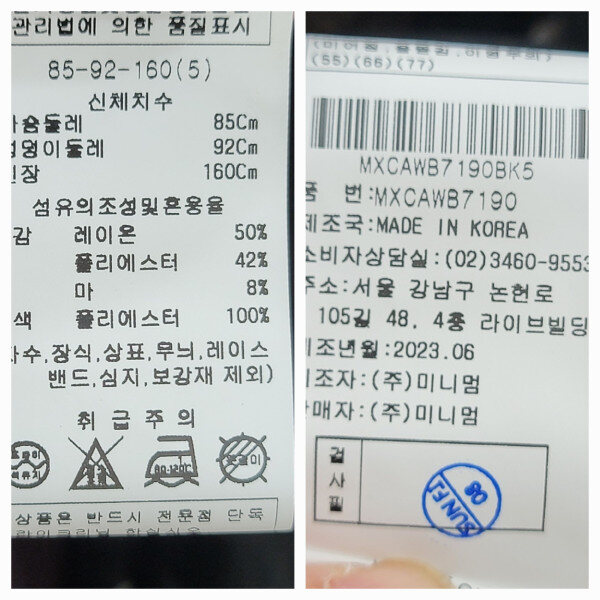 관리법에 의한 품질표시
85-92-160(5)
신체치수
가슴둘레 85Cm
엉덩이둘레 92Cm
신장 160Cm
섬유의조성및혼용율
겉감 레이온 50%
폴리에스터 42%
마 8%
배색 폴리에스터 100%
자수,장식,상표,무늬,레이스
밴드,심지,보강재 제외)
취급주의
80-120℃
상품은 반드시 전문점 단독
(55)(66)(77)
MXCAWB7190BK5
품 번:MXCAWB7190
제조국:MADE IN KOREA
소비자상담실:(02)3460-9553
주소:서울 강남구 논현로
105길 48, 4층 라이브빌딩
제조년월:2023.06
제조자:(주)미니멈
판매자:(주)미니멈
검사필
SUNFJ
08